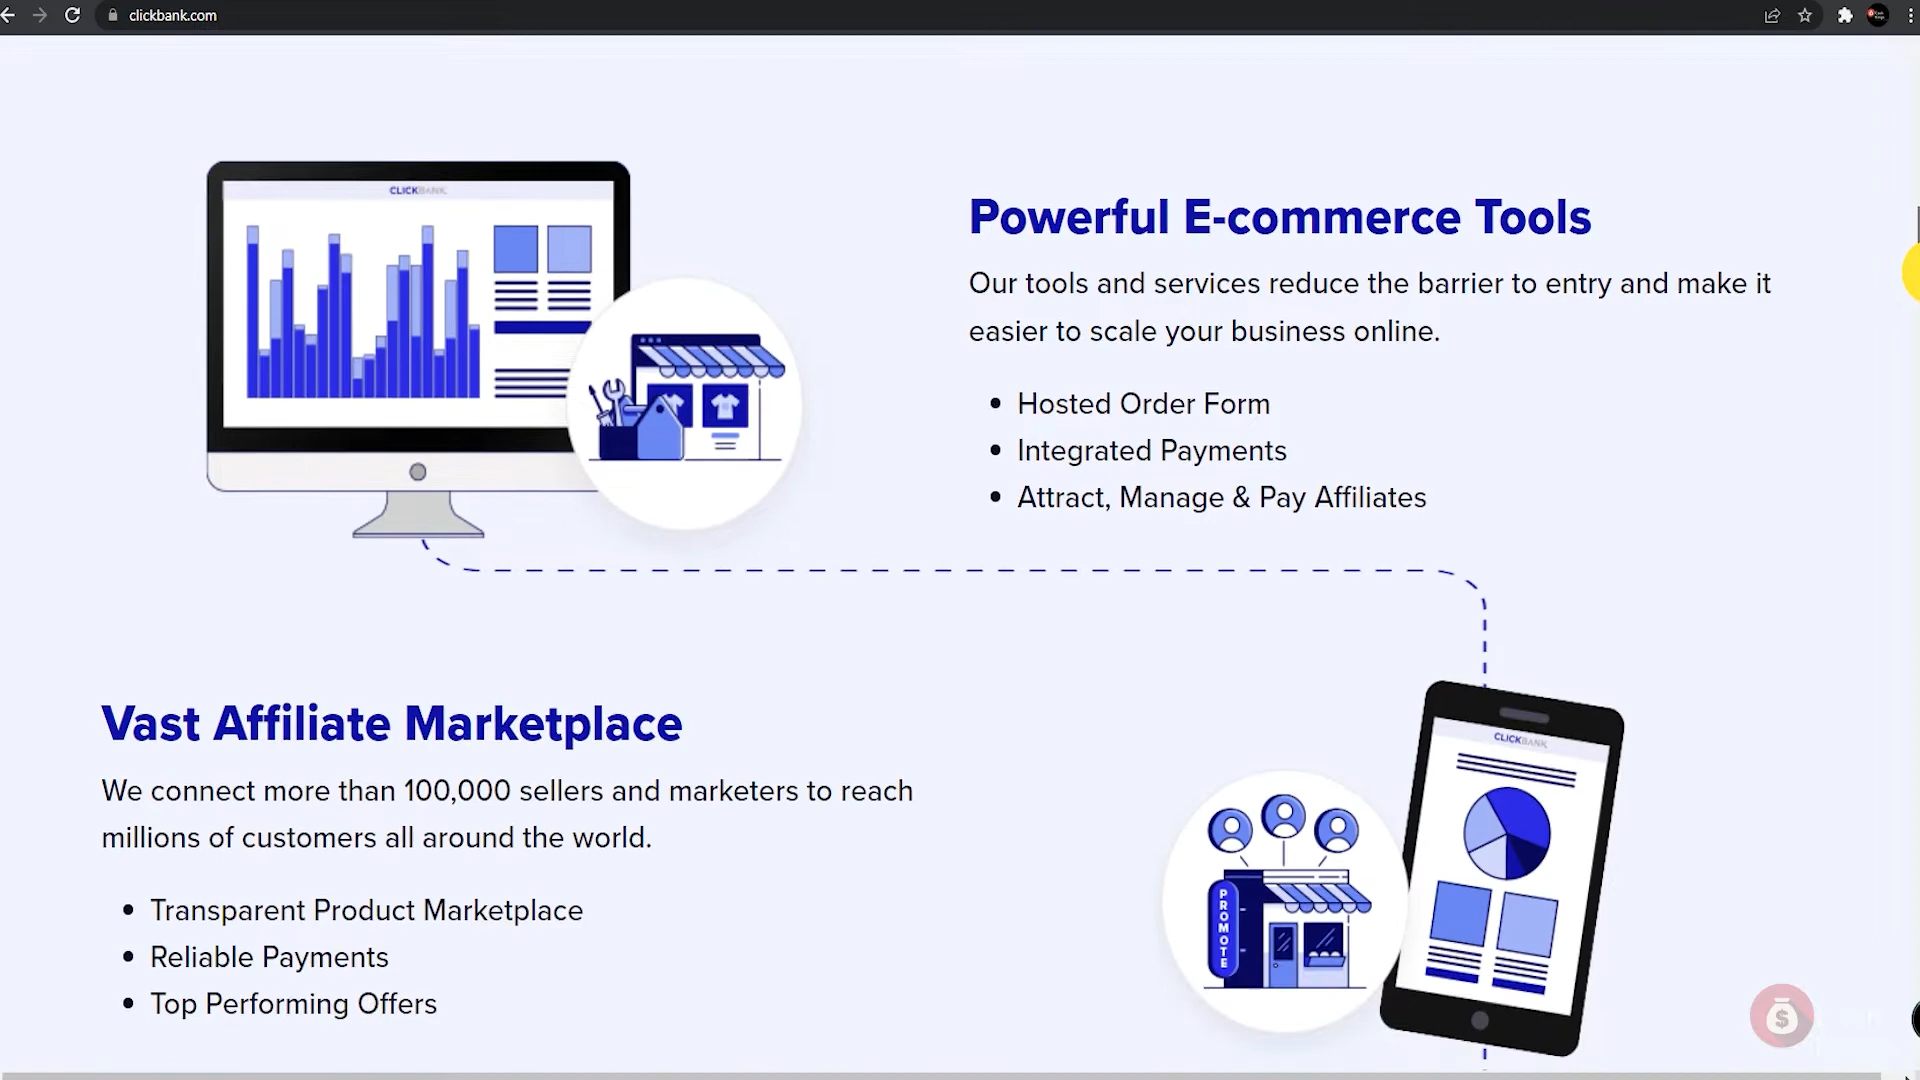 clickbank.com
CLICKBANK
Powerful E-commerce Tools
Our tools and services reduce the barrier to entry and make it
easier to scale your business online.
• Hosted Order Form
• Integrated Payments
• Attract, Manage & Pay Affiliates
Vast Affiliate Marketplace
We connect more than 100,000 sellers and marketers to reach
millions of customers all around the world.
• Transparent Product Marketplace
• Reliable Payments
• Top Performing Offers
CLICKBANK
PROMOTE
$